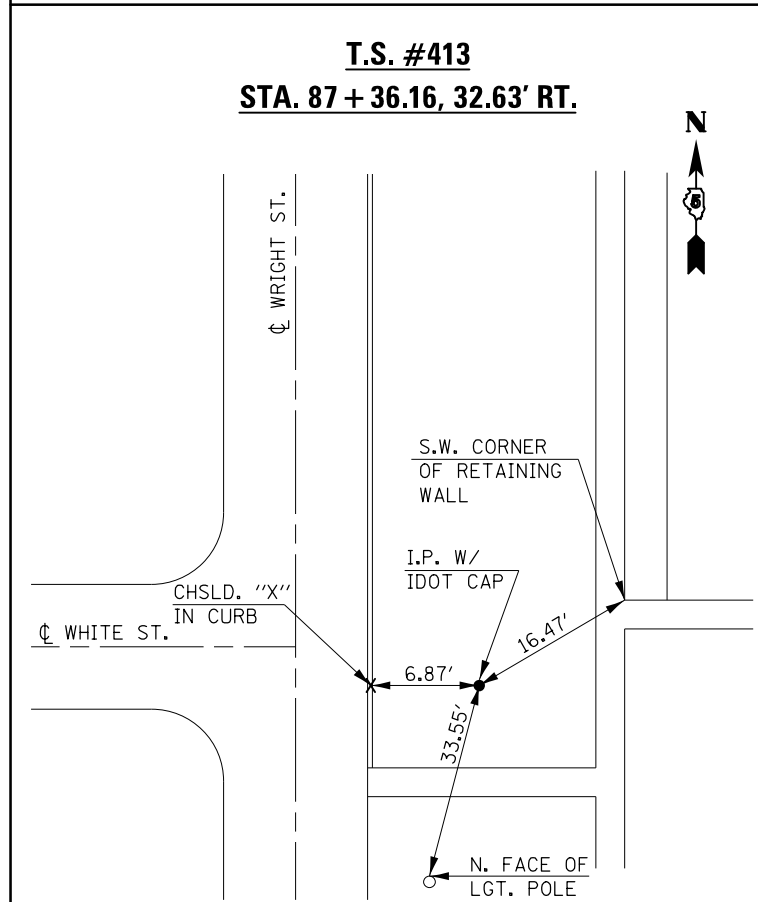 T.S. #413
STA. 87 + 36.16, 32.63' RT.
N
5
℄ WRIGHT ST.
S.W. CORNER
OF RETAINING
WALL
I.P. W/
IDOT CAP
CHSLD. "X"
IN CURB
℄ WHITE ST.
16.47'
6.87'
33.55'
N. FACE OF
LGT. POLE